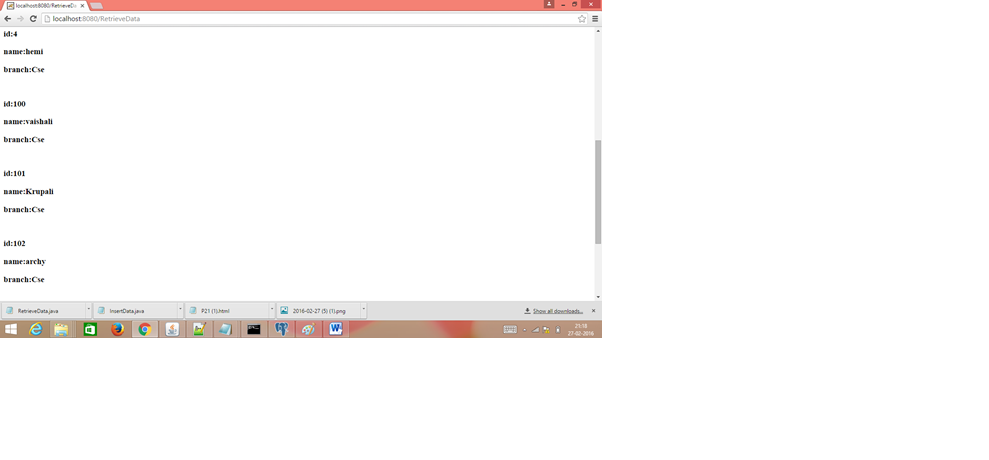 localhost:8080/RetrieveDa
localhost:8080/RetrieveData
id:4
name:hemi
branch:Cse
id:100
name:vaishali
branch:Cse
id:101
name:Krupali
branch:Cse
id:102
name:archy
branch:Cse
RetrieveData.java
InsertData.java
P21 (1).html
2016-02-27 (5) (1).png
Show all downloads...
21:18
27-02-2016